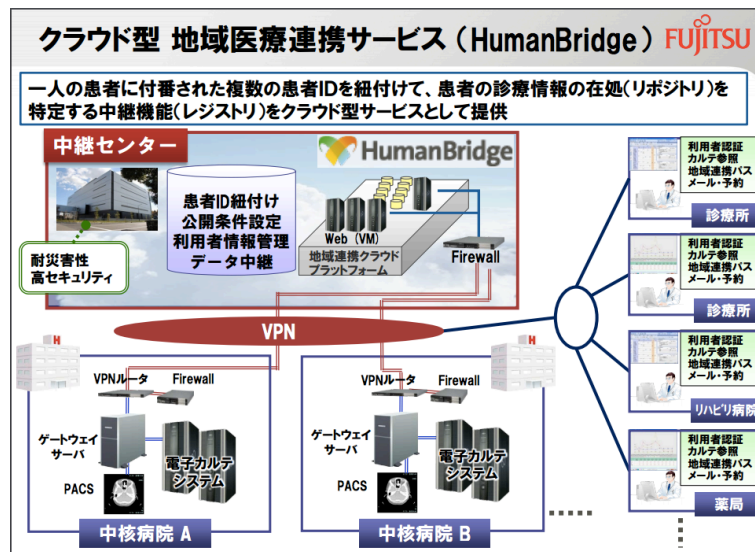 クラウド型 地域医療連携サービス（HumanBridge）
FUJITSU
一人の患者に付番された複数の患者IDを紐付けて、患者の診療情報の在処（リポジトリ）を
特定する中継機能（レジストリ）をクラウド型サービスとして提供
中継センター
HumanBridge
患者ID紐付け
公開条件設定
利用者情報管理
データ中継
Web （VM）
地域連携クラウド
プラットフォーム
Firewall
耐災害性
高セキュリティ
VPN
利用者認証
カルテ参照
地域連携パス
メール・予約
診療所
利用者認証
カルテ参照
地域連携パス
メール・予約
診療所
利用者認証
カルテ参照
地域連携パス
メール・予約
リハビリ病院
利用者認証
カルテ参照
地域連携パス
メール・予約
薬局
H
VPNルータ
Firewall
ゲートウェイ
サーバ
電子カルテ
システム
PACS
中核病院 A
H
VPNルータ
Firewall
ゲートウェイ
サーバ
電子カルテ
システム
PACS
中核病院 B